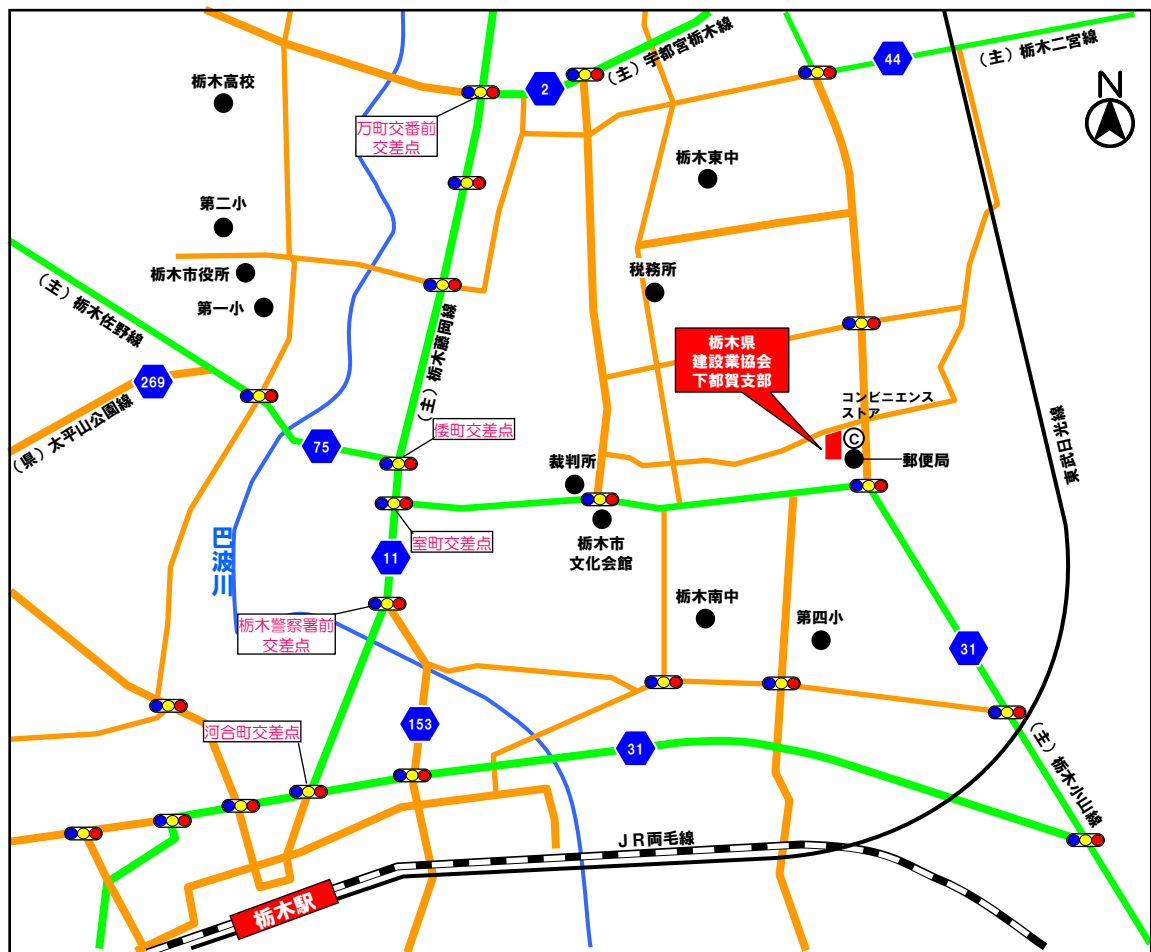 (主)宇都宮栃木線
44
(主)栃木二宮線
N
栃木高校
2
万町交番前
交差点
栃木東中
第二小
栃木市役所
第一小
税務所
(主)栃木佐野線
(主)栃木藤岡線
栃木県
建設業協会
下都賀支部
269
(県)太平山公園線
コンビニエンス
ストア
C
75
倭町交差点
裁判所
郵便局
東武日光線
室町交差点
栃木市
文化会館
巴波川
11
栃木警察署前
交差点
栃木南中
第四小
31
153
河合町交差点
31
(主)栃木小山線
JR両毛線
栃木駅